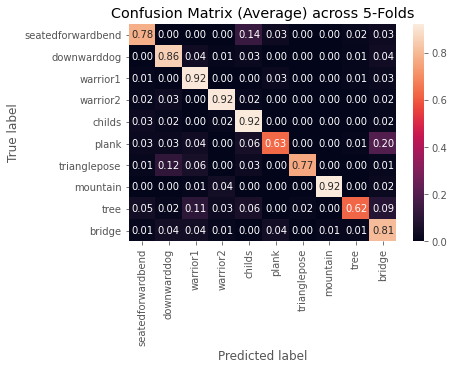 Confusion Matrix (Average) across 5-Folds
seatedforwardbend 0.78 0.00 0.00 0.00 0.14 0.03 0.00 0.00 0.02 0.03
downwarddog 0.00 0.86 0.04 0.01 0.03 0.00 0.00 0.00 0.01 0.04
warrior1 0.01 0.00 0.92 0.00 0.00 0.03 0.01 0.00 0.01 0.03
warrior2 0.02 0.03 0.00 0.92 0.02 0.00 0.00 0.00 0.00 0.02
childs 0.03 0.02 0.00 0.02 0.92 0.00 0.00 0.00 0.00 0.02
plank 0.03 0.03 0.04 0.00 0.06 0.63 0.00 0.00 0.00 0.20
trianglepose 0.01 0.12 0.06 0.00 0.03 0.00 0.77 0.00 0.00 0.01
mountain 0.00 0.00 0.01 0.04 0.00 0.00 0.00 0.92 0.00 0.02
tree 0.05 0.02 0.11 0.03 0.06 0.00 0.02 0.00 0.62 0.09
bridge 0.01 0.04 0.04 0.01 0.00 0.04 0.00 0.01 0.01 0.81
seatedforwardbend
downwarddog
warrior1
warrior2
childs
plank
trianglepose
mountain
tree
bridge
Predicted label
True label
0.8
0.6
0.4
0.2
0.0